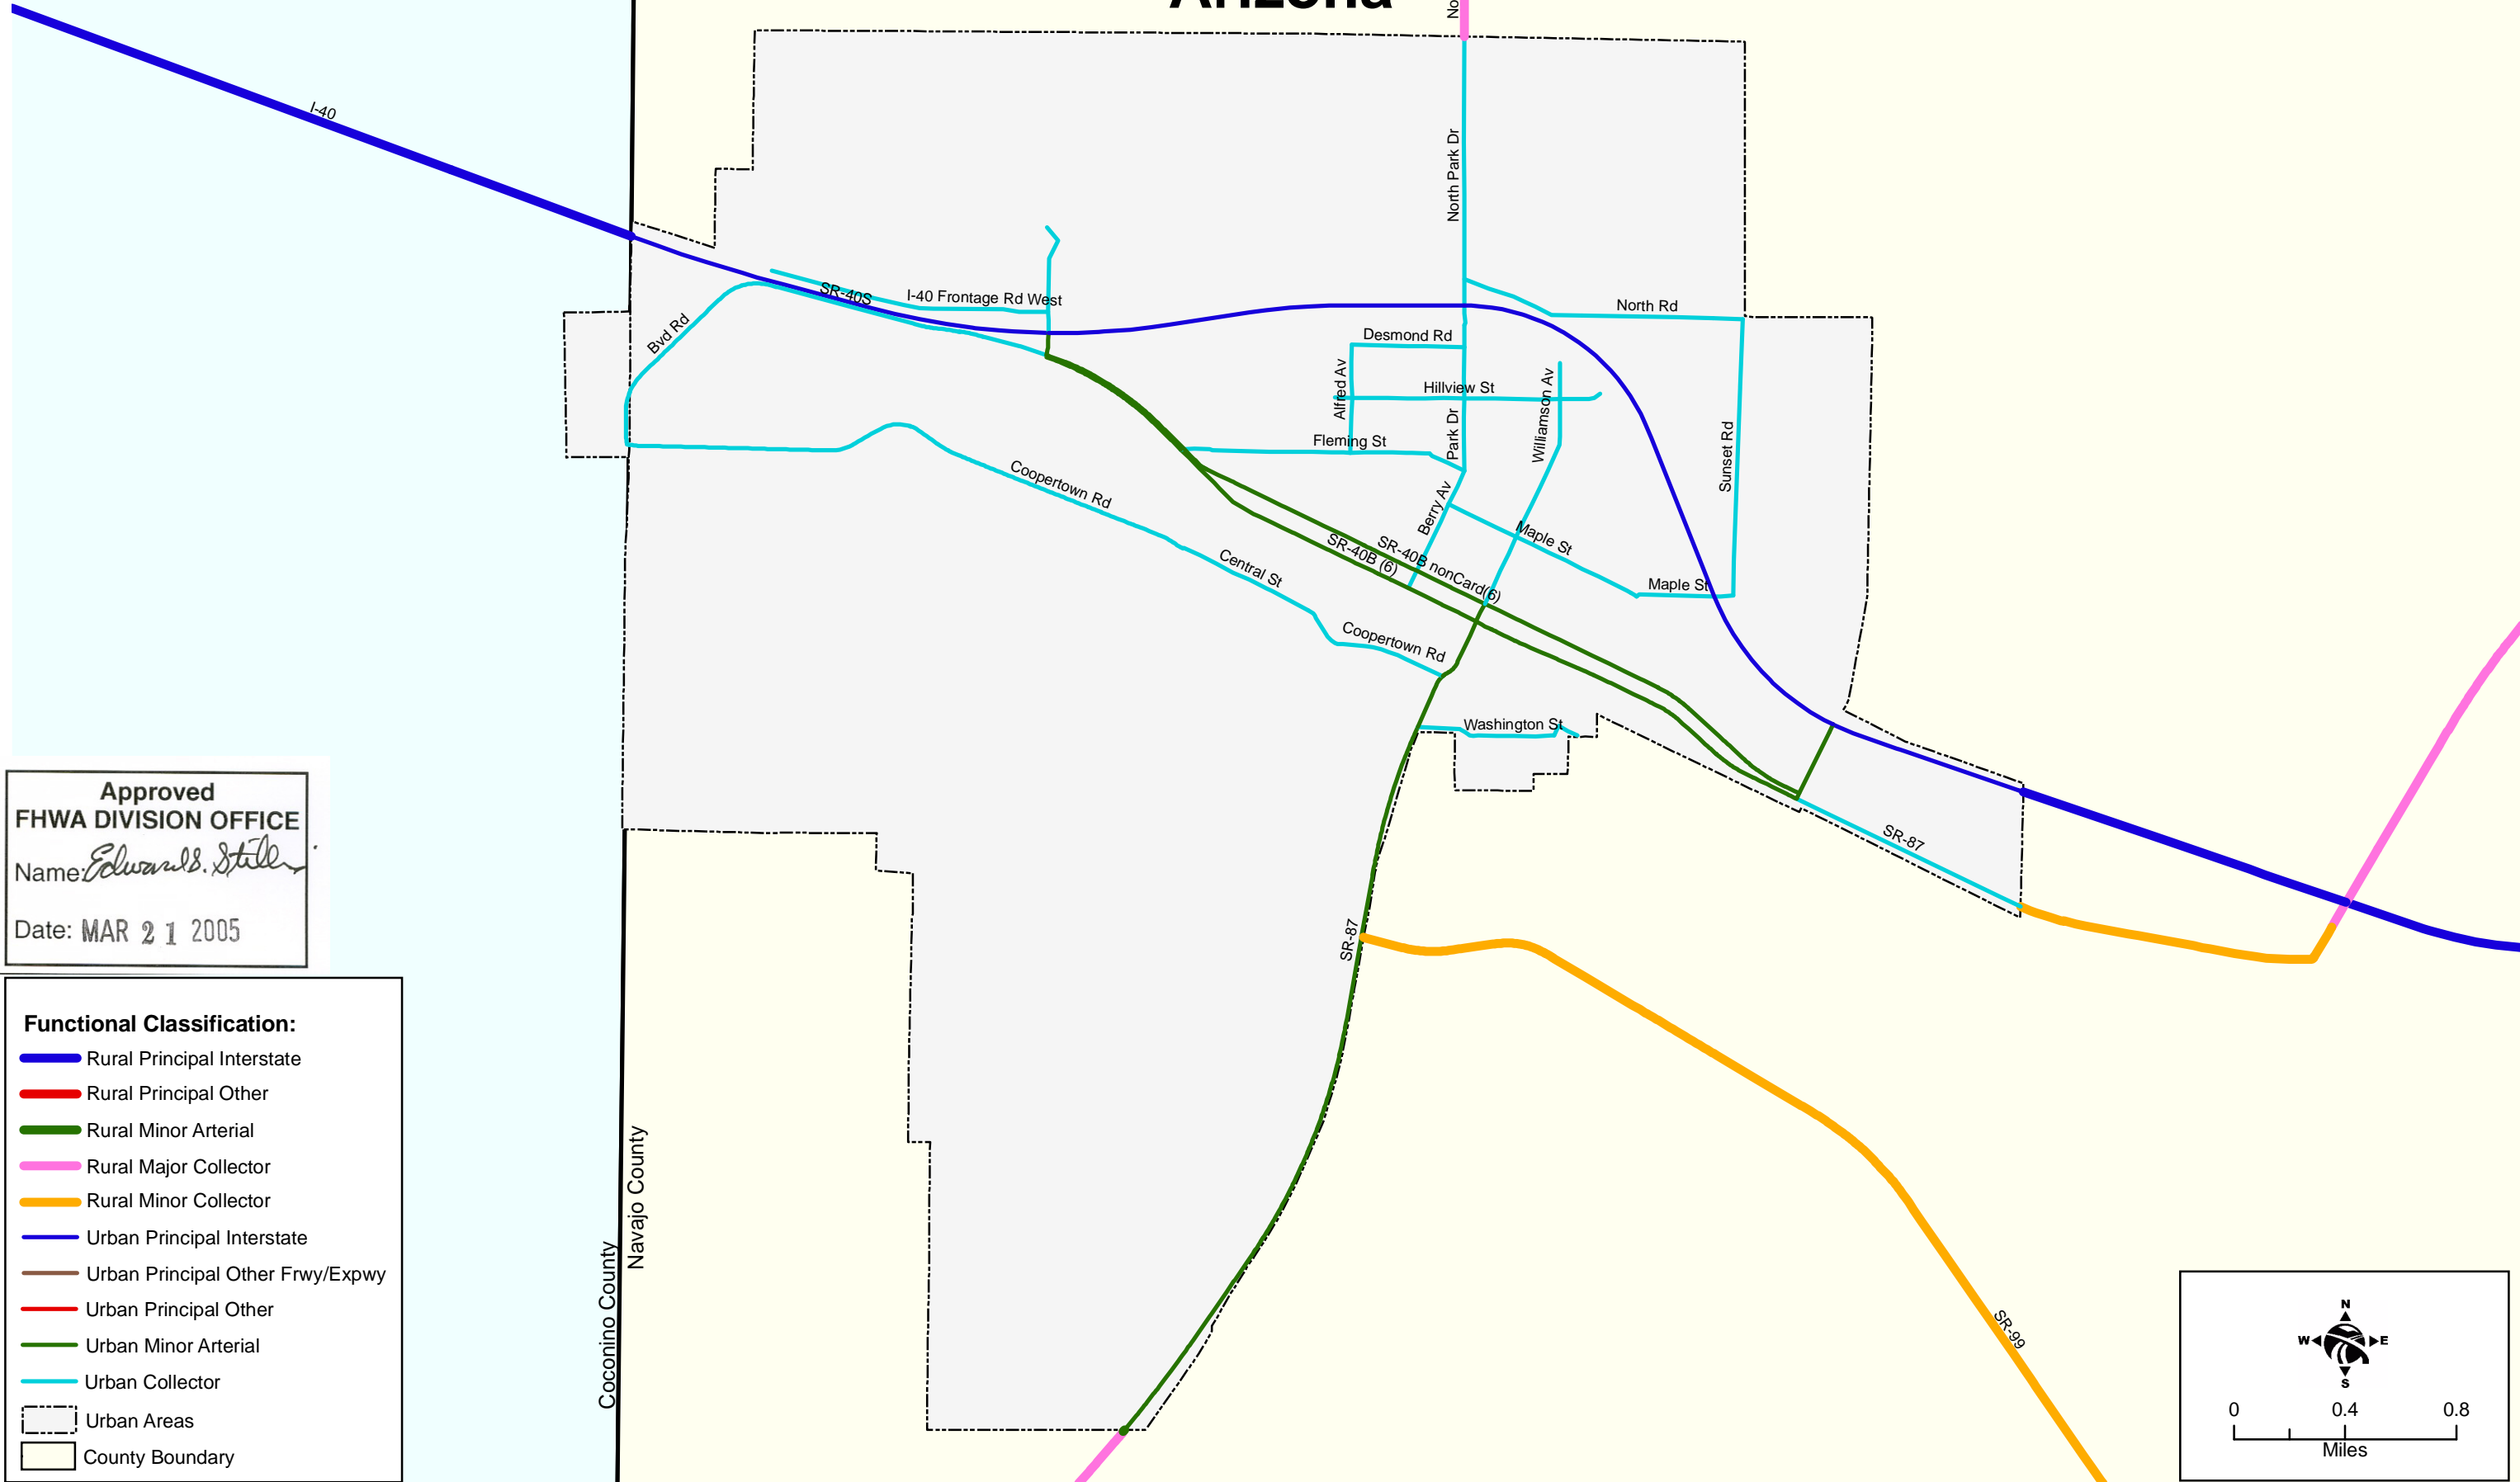 Arizona
No
I-40
North Park Dr
SR-40S
I-40 Frontage Rd West
North Rd
Bvd Rd
Desmond Rd
Alfred Av
Hillview St
Williamson Av
Park Dr
Fleming St
Sunset Rd
Coopertown Rd
Berry Av
Maple St
SR-40B (6)
SR-40B nonCard(6)
Central St
Maple St
Coopertown Rd
Washington St
SR-87
SR-87
SR-99
Coconino County
Navajo County
Approved
FHWA DIVISION OFFICE
Name:
Date: MAR 21 2005
Functional Classification:
Rural Principal Interstate
Rural Principal Other
Rural Minor Arterial
Rural Major Collector
Rural Minor Collector
Urban Principal Interstate
Urban Principal Other Frwy/Expwy
Urban Principal Other
Urban Minor Arterial
Urban Collector
Urban Areas
County Boundary
N
W E
S
0 0.4 0.8
Miles